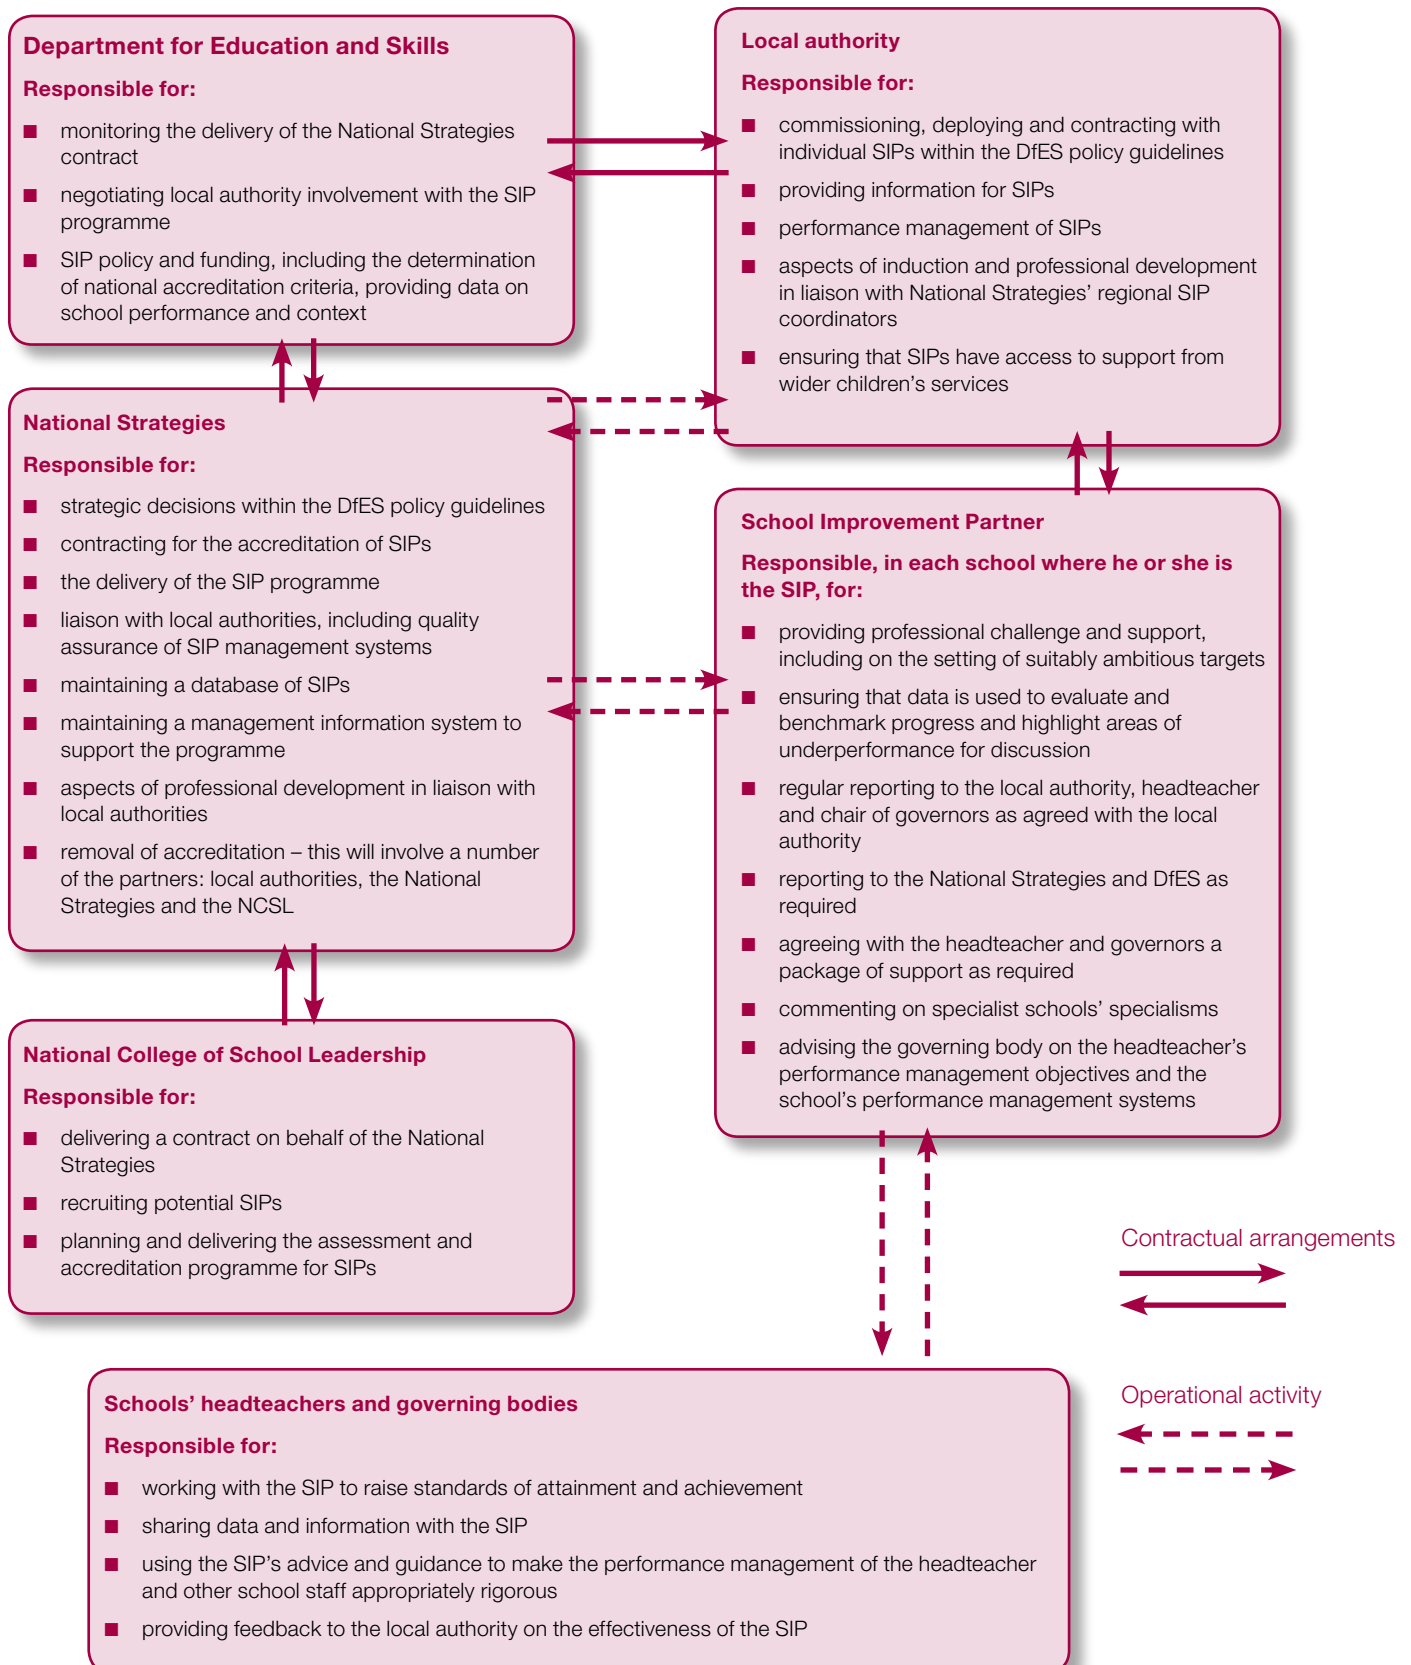 Department for Education and Skills
Responsible for:
■ monitoring the delivery of the National Strategies
contract
■ negotiating local authority involvement with the SIP
programme
■ SIP policy and funding, including the determination
of national accreditation criteria, providing data on
school performance and context
Local authority
Responsible for:
■ commissioning, deploying and contracting with
individual SIPs within the DfES policy guidelines
■ providing information for SIPs
■ performance management of SIPs
■ aspects of induction and professional development
in liaison with National Strategies’ regional SIP
coordinators
■ ensuring that SIPs have access to support from
wider children’s services
National Strategies
Responsible for:
■ strategic decisions within the DfES policy guidelines
■ contracting for the accreditation of SIPs
■ the delivery of the SIP programme
■ liaison with local authorities, including quality
assurance of SIP management systems
■ maintaining a database of SIPs
■ maintaining a management information system to
support the programme
■ aspects of professional development in liaison with
local authorities
■ removal of accreditation – this will involve a number
of the partners: local authorities, the National
Strategies and the NCSL
School Improvement Partner
Responsible, in each school where he or she is
the SIP, for:
■ providing professional challenge and support,
including on the setting of suitably ambitious targets
■ ensuring that data is used to evaluate and
benchmark progress and highlight areas of
underperformance for discussion
■ regular reporting to the local authority, headteacher
and chair of governors as agreed with the local
authority
■ reporting to the National Strategies and DfES as
required
■ agreeing with the headteacher and governors a
package of support as required
■ commenting on specialist schools’ specialisms
■ advising the governing body on the headteacher’s
performance management objectives and the
school’s performance management systems
National College of School Leadership
Responsible for:
■ delivering a contract on behalf of the National
Strategies
■ recruiting potential SIPs
■ planning and delivering the assessment and
accreditation programme for SIPs
Contractual arrangements
Operational activity
Schools’ headteachers and governing bodies
Responsible for:
■ working with the SIP to raise standards of attainment and achievement
■ sharing data and information with the SIP
■ using the SIP’s advice and guidance to make the performance management of the headteacher
and other school staff appropriately rigorous
■ providing feedback to the local authority on the effectiveness of the SIP